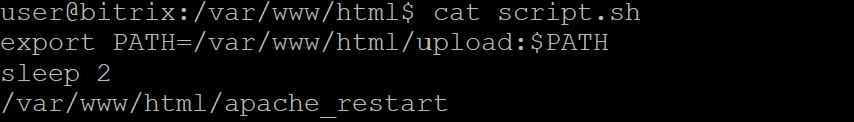 user@bitrix:/var/www/html$ cat script.sh
export PATH=/var/www/html/upload:$PATH
sleep 2
/var/www/html/apache_restart